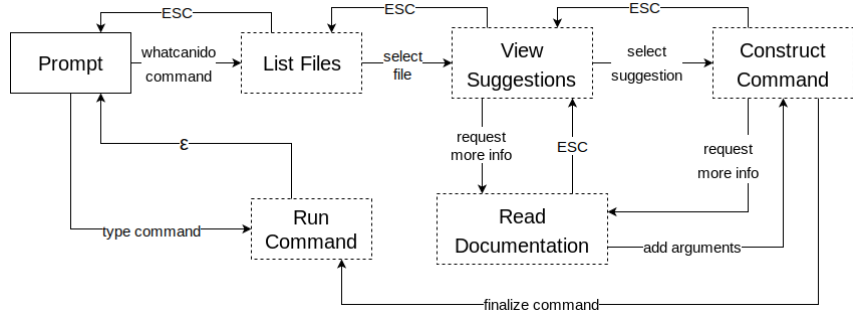 ESC
ESC
ESC
Prompt
whatcanido
command
List Files
select
file
View
Suggestions
select
suggestion
Construct
Command
request
more info
ESC
request
more info
ε
type command
Run
Command
Read
Documentation
add arguments
finalize command